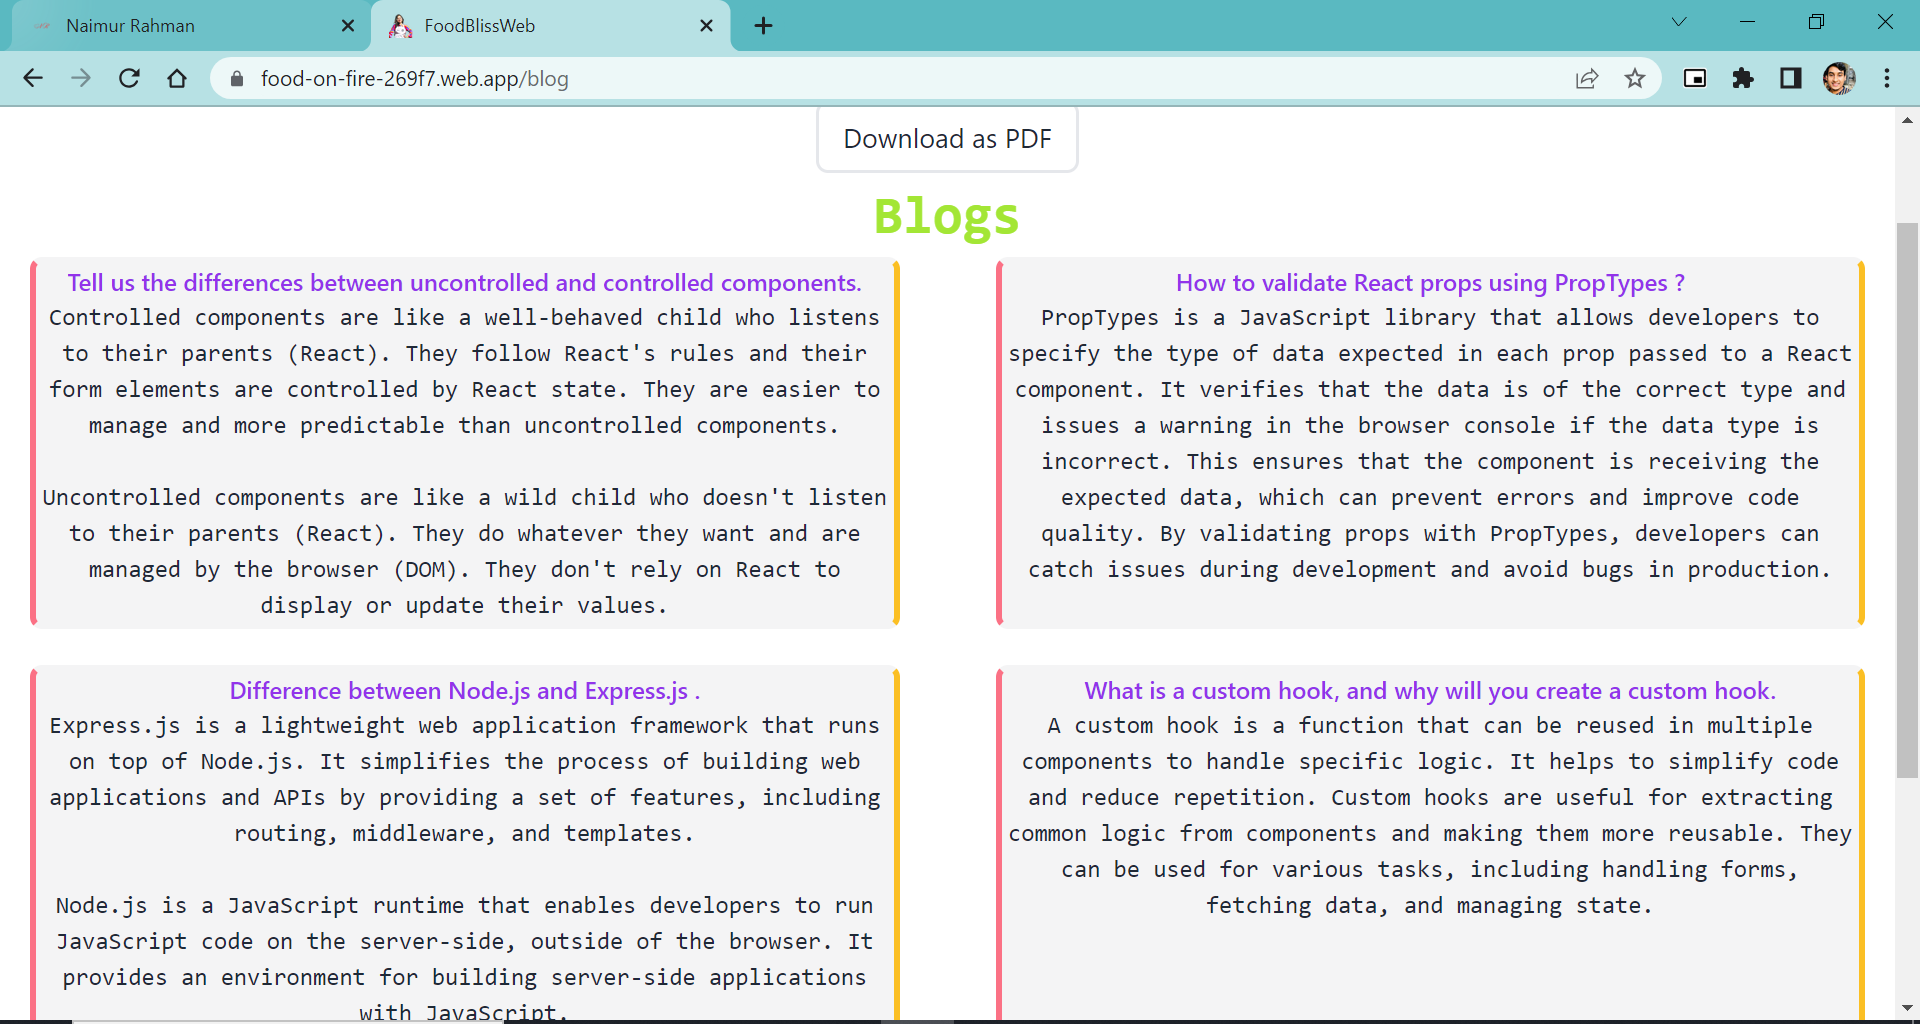 Naimur Rahman
FoodBlissWeb
food-on-fire-269f7.web.app/blog
Download as PDF
Blogs
Tell us the differences between uncontrolled and controlled components.
Controlled components are like a well-behaved child who listens
to their parents (React). They follow React's rules and their
form elements are controlled by React state. They are easier to
manage and more predictable than uncontrolled components.
Uncontrolled components are like a wild child who doesn't listen
to their parents (React). They do whatever they want and are
managed by the browser (DOM). They don't rely on React to
display or update their values.
How to validate React props using PropTypes ?
PropTypes is a JavaScript library that allows developers to
specify the type of data expected in each prop passed to a React
component. It verifies that the data is of the correct type and
issues a warning in the browser console if the data type is
incorrect. This ensures that the component is receiving the
expected data, which can prevent errors and improve code
quality. By validating props with PropTypes, developers can
catch issues during development and avoid bugs in production.
Difference between Node.js and Express.js .
Express.js is a lightweight web application framework that runs
on top of Node.js. It simplifies the process of building web
applications and APIs by providing a set of features, including
routing, middleware, and templates.
Node.js is a JavaScript runtime that enables developers to run
JavaScript code on the server-side, outside of the browser. It
provides an environment for building server-side applications
with JavaScript.
What is a custom hook, and why will you create a custom hook.
A custom hook is a function that can be reused in multiple
components to handle specific logic. It helps to simplify code
and reduce repetition. Custom hooks are useful for extracting
common logic from components and making them more reusable. They
can be used for various tasks, including handling forms,
fetching data, and managing state.